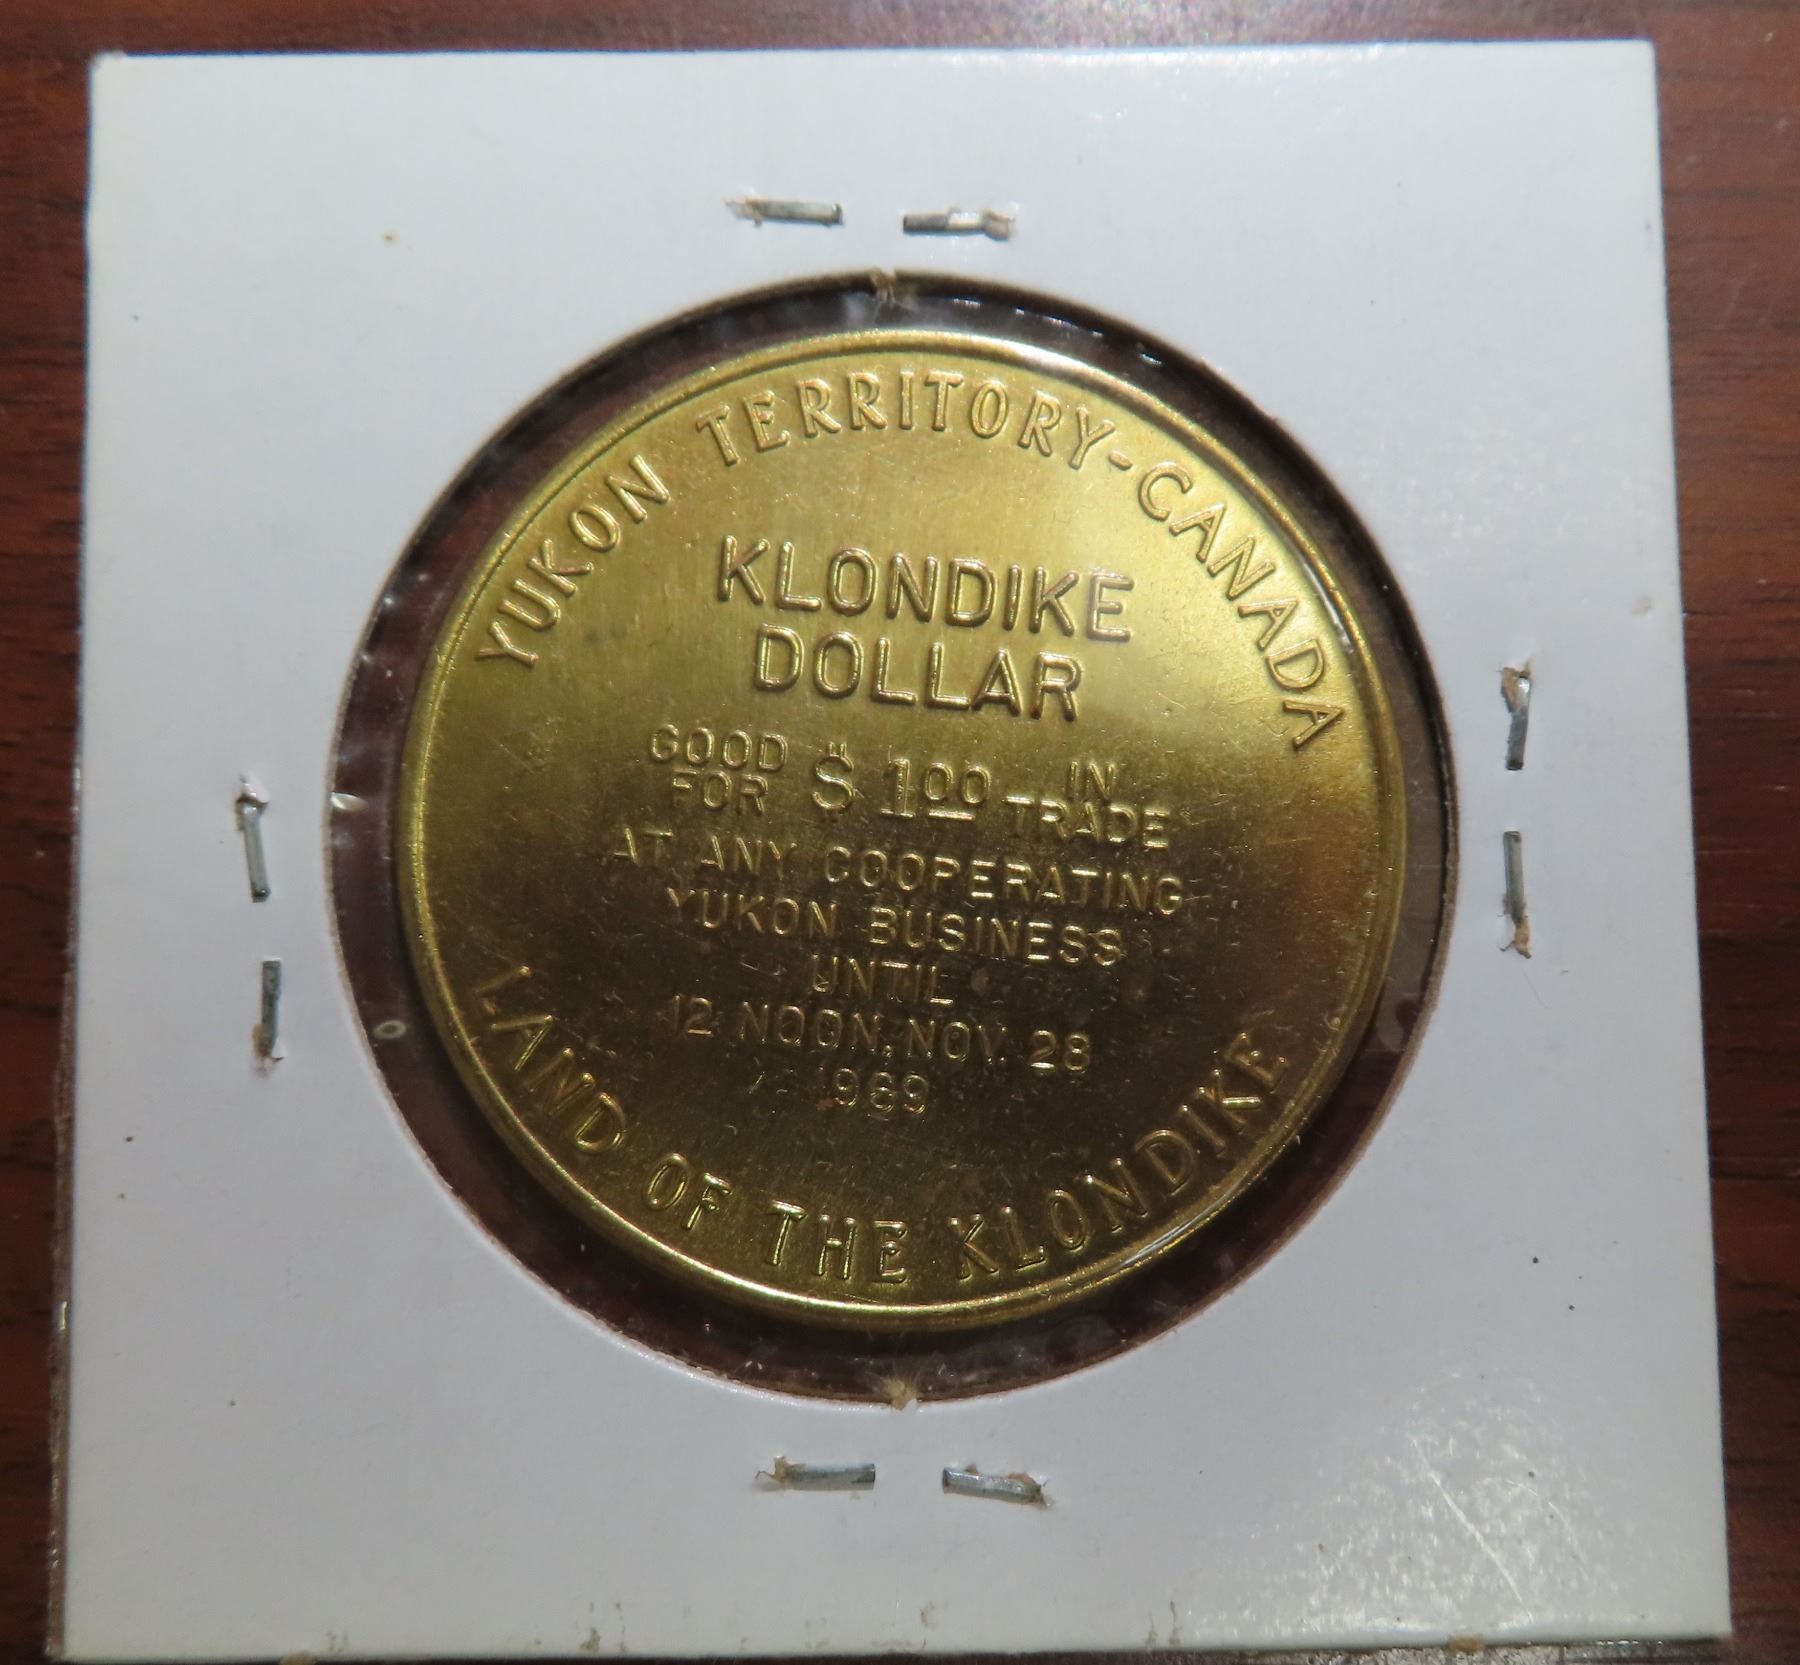 YUKON TERRITORY-CANADA
KLONDIKE
DOLLAR
GOOD FOR $1.00 IN TRADE
AT ANY COOPERATING
YUKON BUSINESS
UNTIL
12 NOON, NOV. 28
1969
LAND OF THE KLONDIKE